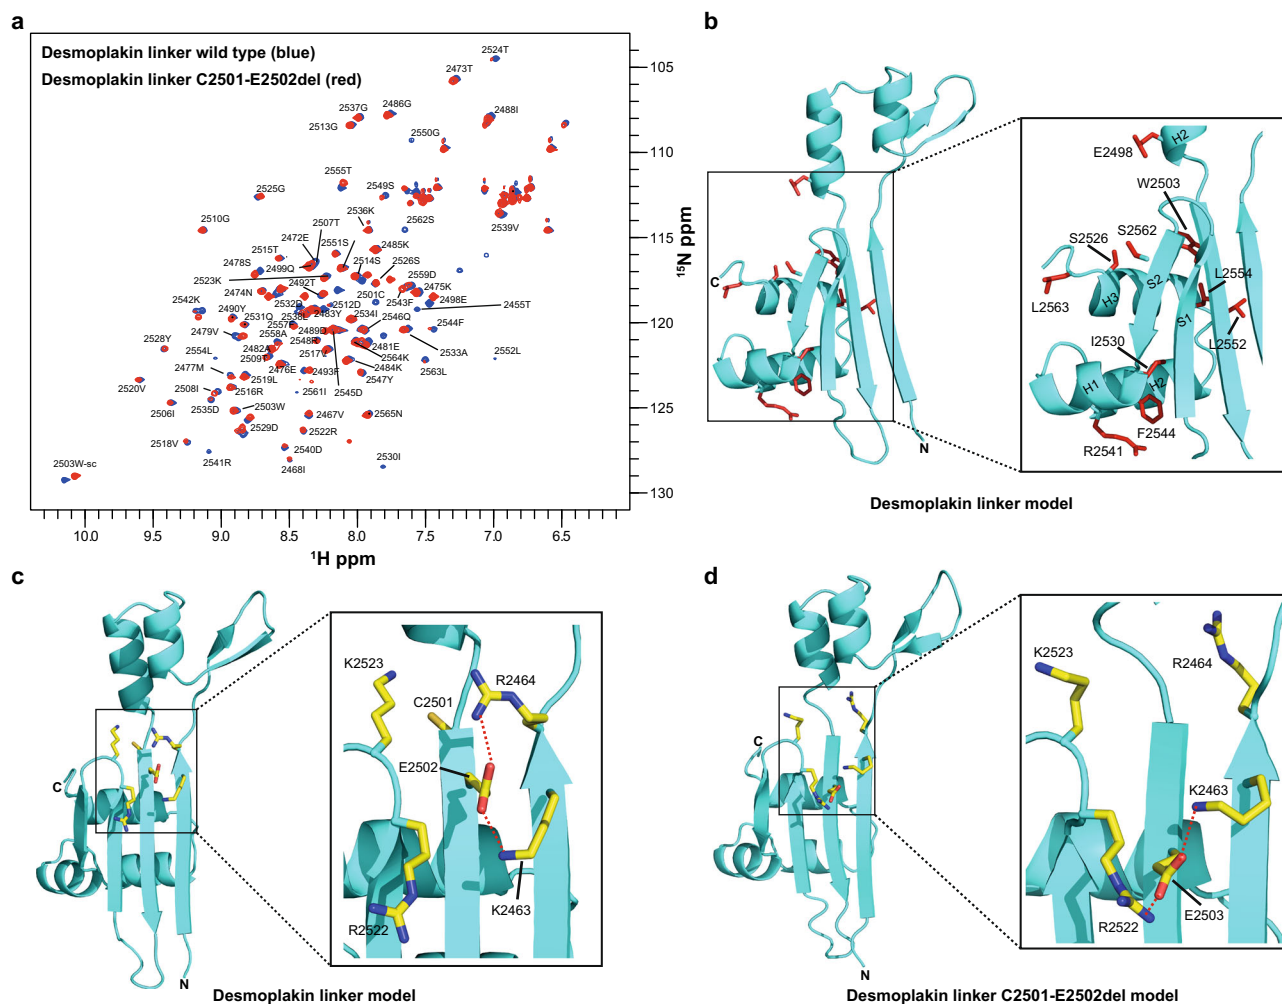 a
Desmoplakin linker wild type (blue)
Desmoplakin linker C2501-E2502del (red)
2524T
2473T
2537G
2486G
2488I
2513G
2550G
2555T
2549S
2525G
2536K
2562S
2507T
2539V
2510G
2472E
2551S
2515T
2485K
2499Q
2514S
2526S
2478S
2523K
2559D
2492T
2475K
2474N
2501C
2498E
2542K
2543F
2455T
2512D
2490Y
2532D
2531Q
2538E
2483Y
2534I
2557F
2546Q
2544F
2479V
2558A
2489D
2528Y
2548R
2533A
2482A
2481E
2554L
2517V
2552L
2509T
2564K
2563L
2477M
2476E
2484K
2493F
2547Y
2520V
2519L
2508I
2516R
2561I
2545D
2506I
2535D
2503W
2467V
2565N
2529D
2522R
2518V
2540D
2541R
2468I
2530I
2503W-sc
105
110
115
120
125
130
¹⁵N ppm
10.0 9.5 9.0 8.5 8.0 7.5 7.0 6.5
¹H ppm
b
E2498
H2
W2503
S2562
S2526
L2554
S2
C
H3
L2563
S1
L2552
I2530
H1
H2
F2544
R2541
N
Desmoplakin linker model
c
K2523
R2464
C2501
E2502
C
K2463
R2522
N
Desmoplakin linker model
d
K2523
R2464
C
K2463
R2522
E2503
N
Desmoplakin linker C2501-E2502del model